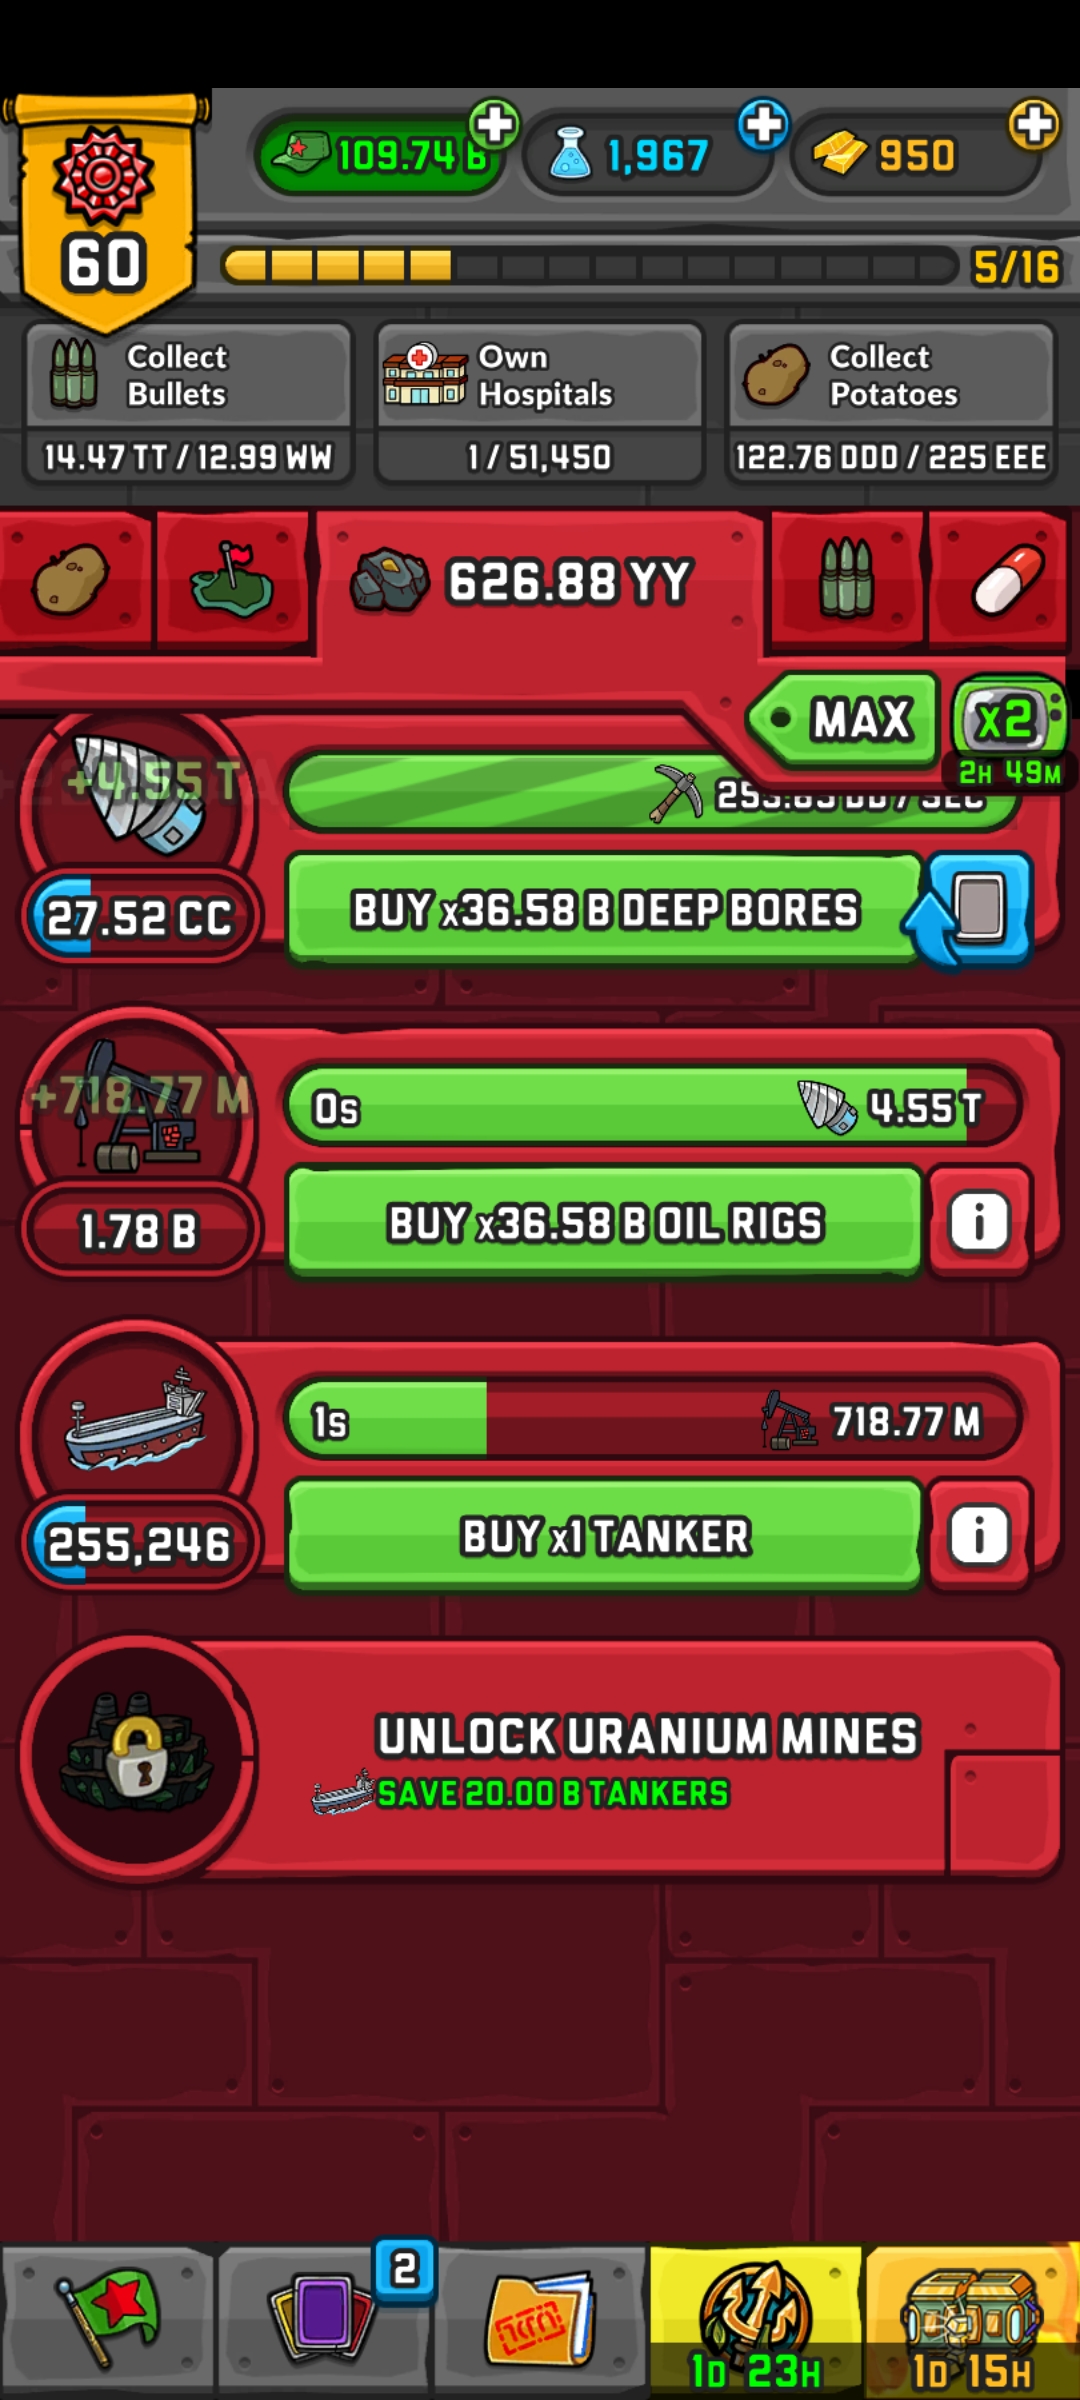 109.74 B
1,967
950
60
5/16
Collect
Bullets
14.47 TT / 12.99 WW
Own
Hospitals
1 / 51,450
Collect
Potatoes
122.76 DDD / 225 EEE
626.88 YY
MAX
x2
2H 49M
+4.55 T
27.52 CC
BUY x36.58 B DEEP BORES
+718.77 M
0s
4.55 T
1.78 B
BUY x36.58 B OIL RIGS
i
1s
718.77 M
255,246
BUY x1 TANKER
i
UNLOCK URANIUM MINES
SAVE 20.00 B TANKERS
2
1D 23H
1D 15H